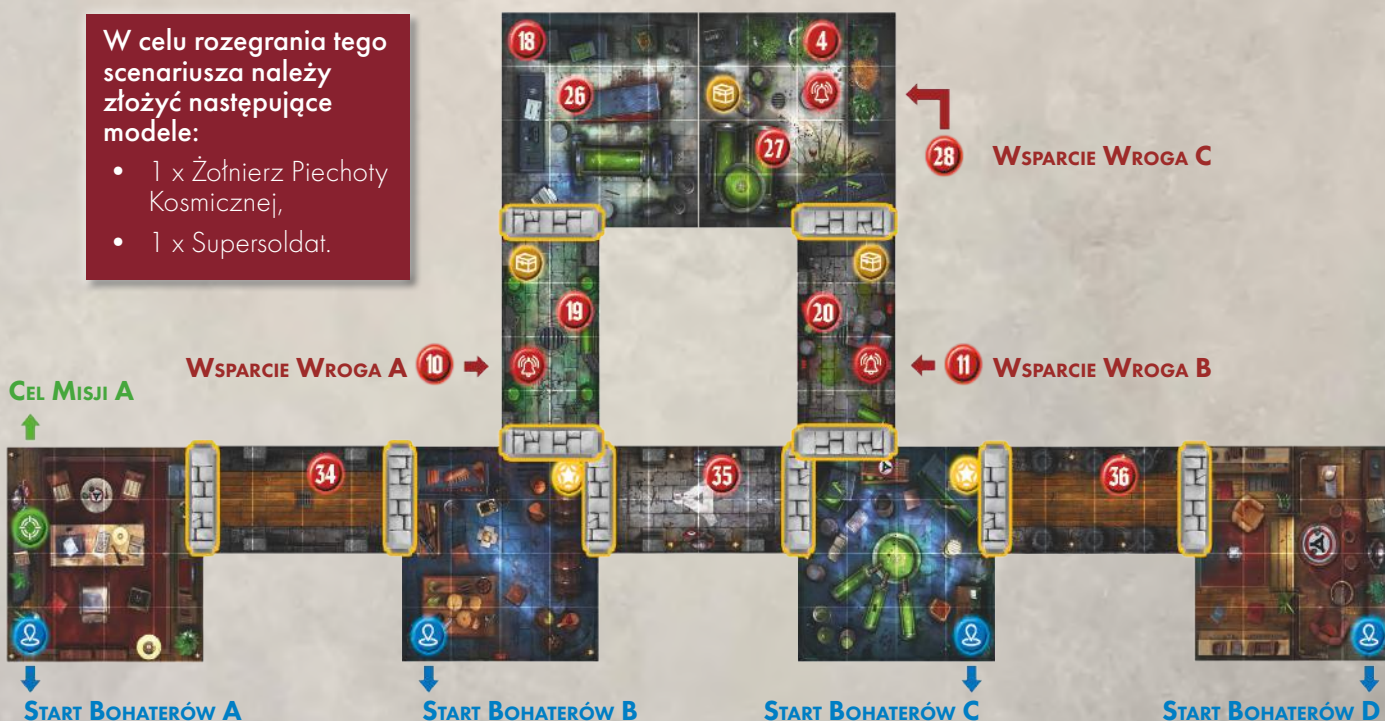 W celu rozegrania tego
scenariusza należy
złożyć następujące
modele:
• 1 x Żołnierz Piechoty
Kosmicznej,
• 1 x Supersoldat.
18
4
26
27
28 Wsparcie Wroga C
19
20
Wsparcie Wroga A 10
11 Wsparcie Wroga B
Cel Misji A
34
35
36
Start Bohaterów A
Start Bohaterów B
Start Bohaterów C
Start Bohaterów D